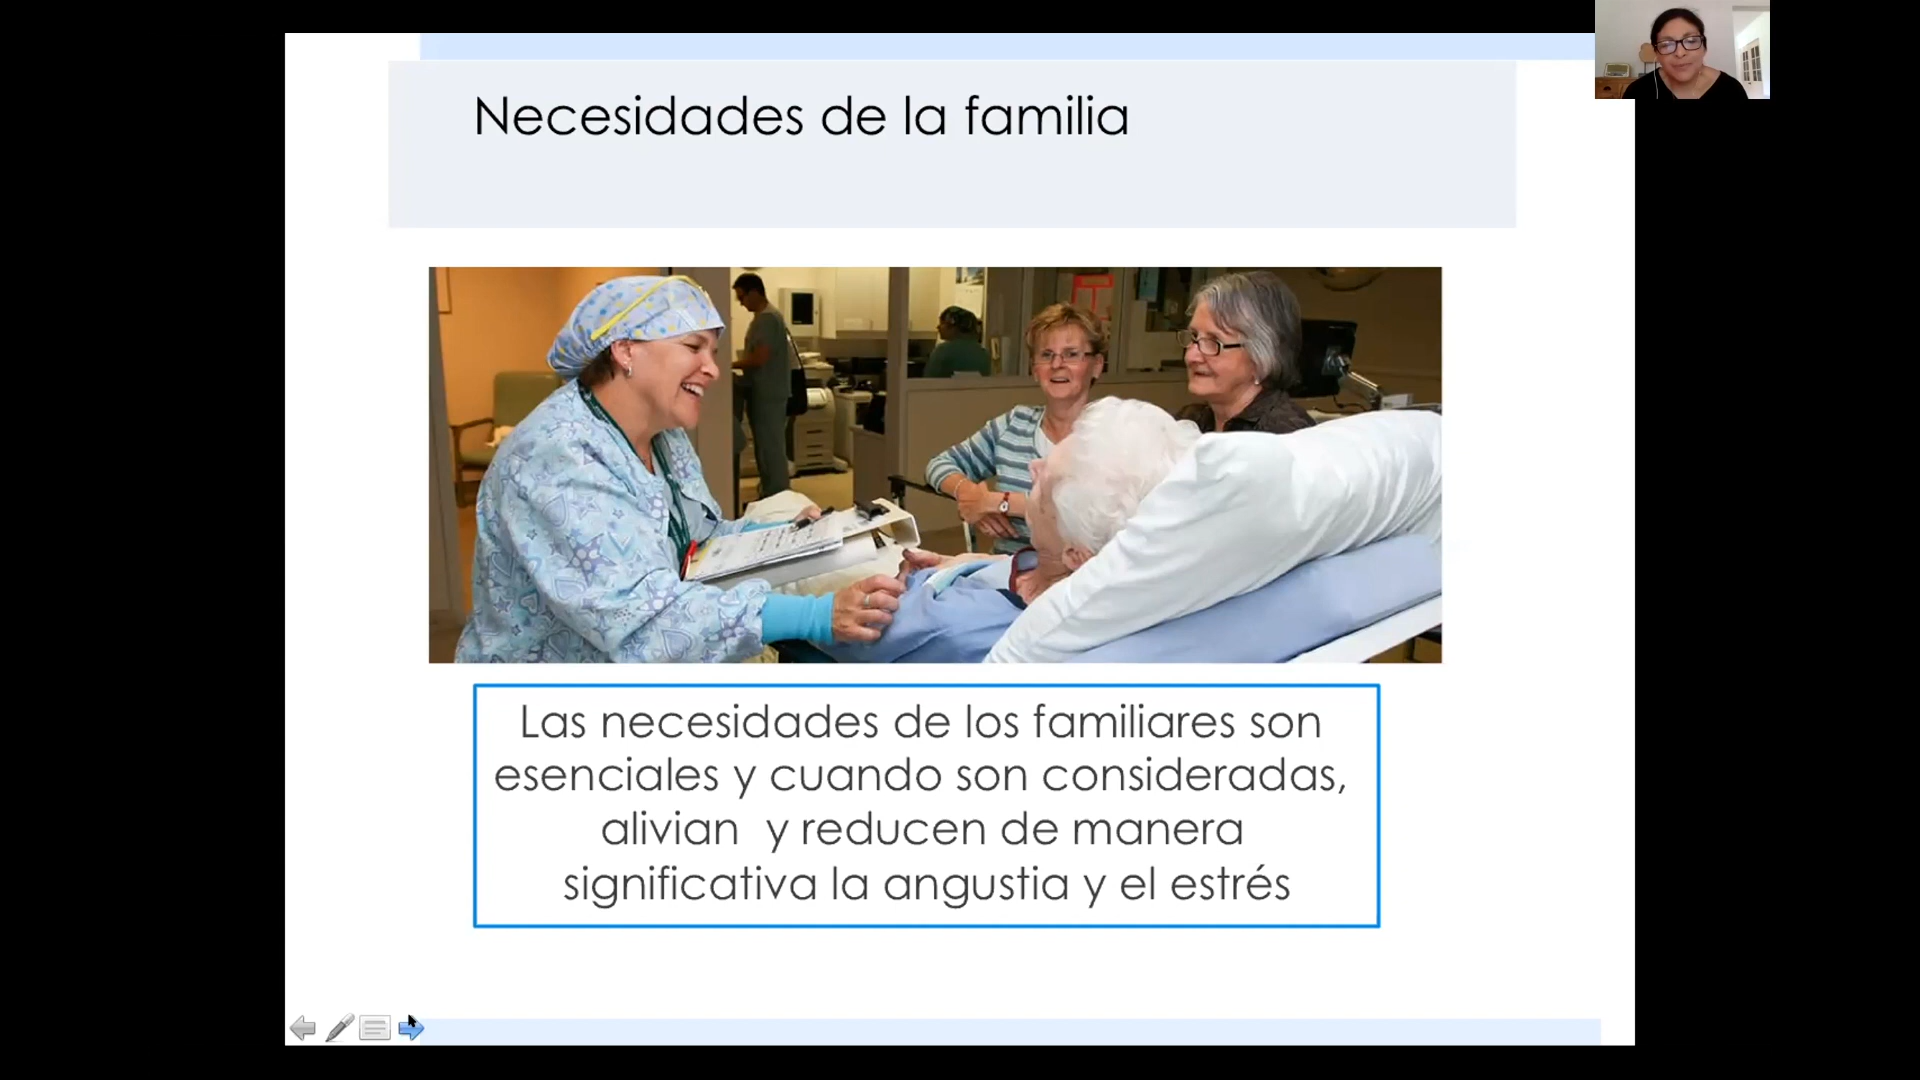 Necesidades de la familia
Las necesidades de los familiares son
esenciales y cuando son consideradas,
alivian  y reducen de manera
significativa la angustia y el estrés